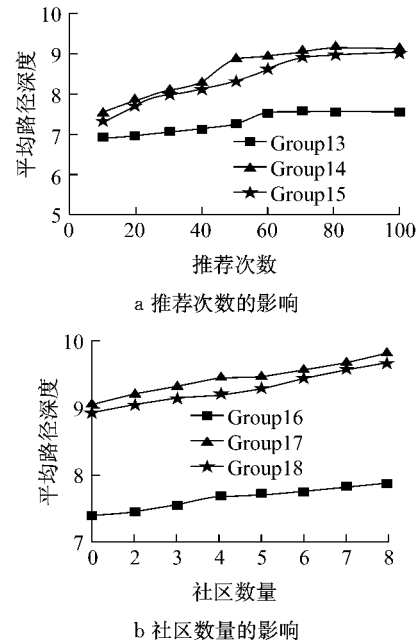 10
9
8
7
6
5
平均路径深度
Group13
Group14
Group15
0 20 40 60 80 100
推荐次数
a 推荐次数的影响
10
9
8
7
平均路径深度
Group16
Group17
Group18
0 2 3 4 5 6 7 8
社区数量
b 社区数量的影响